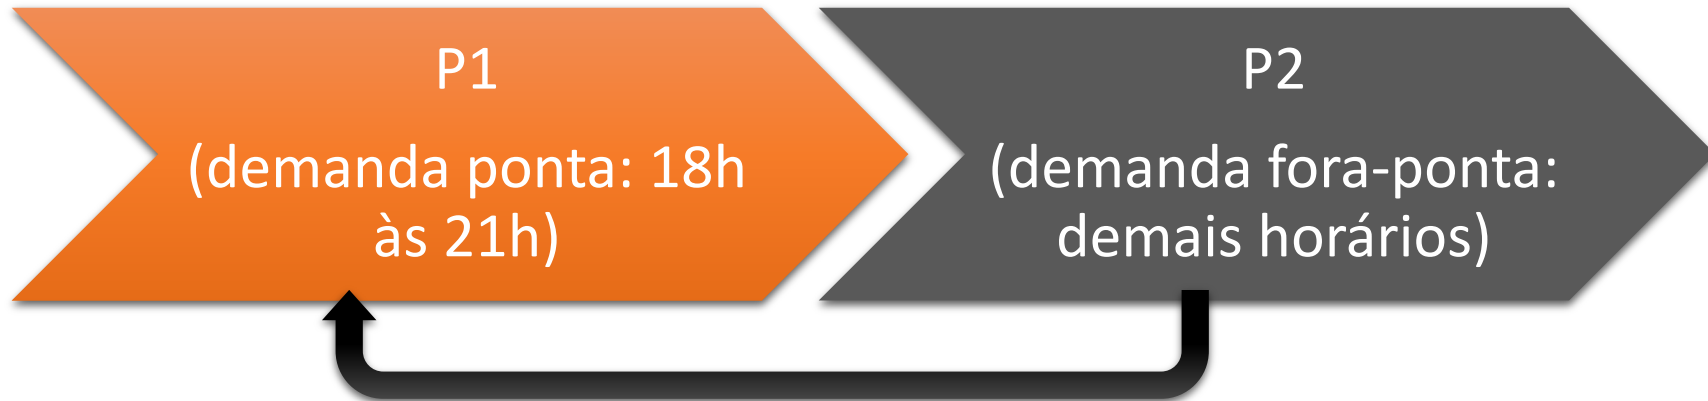 P1
(demanda ponta: 18h
às 21h)
P2
(demanda fora-ponta:
demais horários)